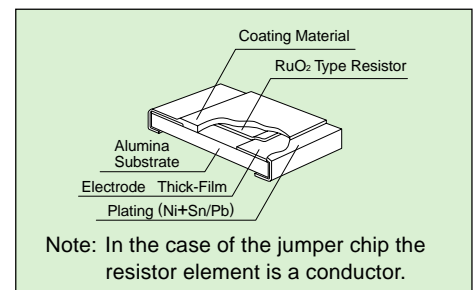 Coating Material
RuO₂ Type Resistor
Alumina
Substrate
Electrode Thick-Film
Plating (Ni+Sn/Pb)
Note: In the case of the jumper chip the
resistor element is a conductor.